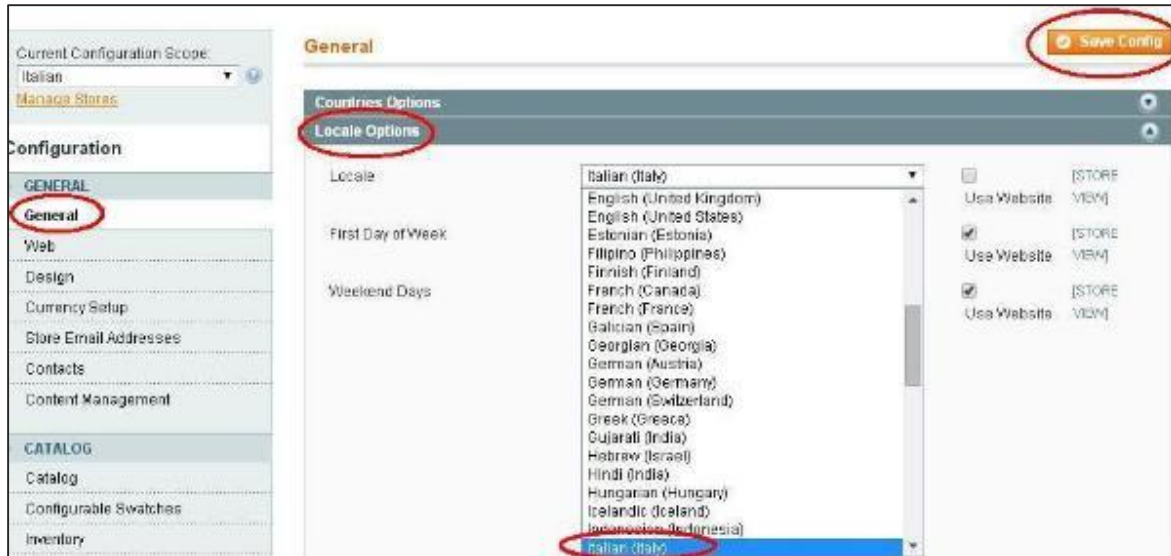 Current Configuration Scope:
Italian
Manage Stores
Configuration
GENERAL
General
Web
Design
Currency Setup
Store Email Addresses
Contacts
Content Management
CATALOG
Catalog
Configurable Swatches
Inventory
General
Save Config
Countries Options
Locale Options
Locale
Italian (Italy)
Use Website
[STORE
VIEW]
English (United Kingdom)
English (United States)
Estonian (Estonia)
Filipino (Philippines)
Finnish (Finland)
French (Canada)
French (France)
Galician (Spain)
Georgian (Georgia)
German (Austria)
German (Germany)
German (Switzerland)
Greek (Greece)
Gujarati (India)
Hebrew (Israel)
Hindi (India)
Hungarian (Hungary)
Icelandic (Iceland)
Indonesian (Indonesia)
Italian (Italy)
First Day of Week
Use Website
[STORE
VIEW]
Weekend Days
Use Website
[STORE
VIEW]